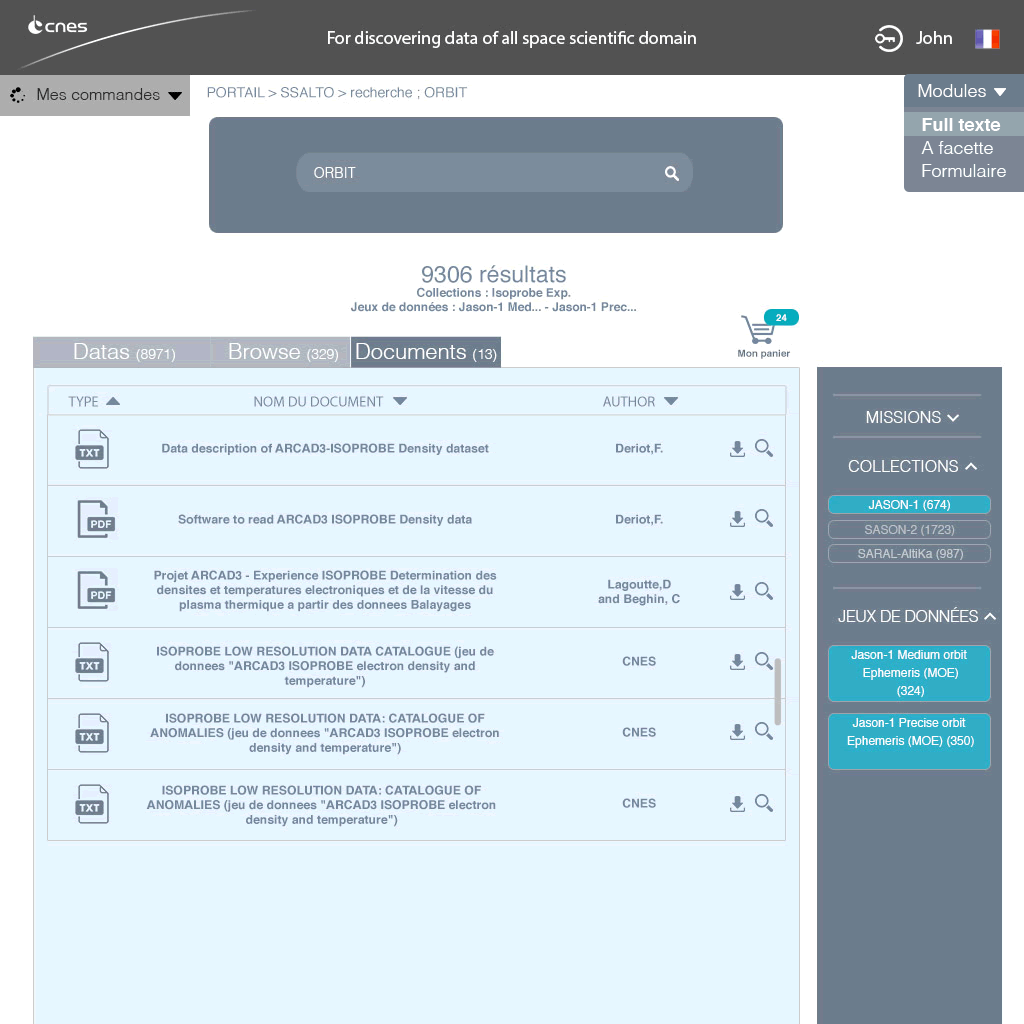 cnes
For discovering data of all space scientific domain
John
Mes commandes
PORTAIL > SSALTO > recherche ; ORBIT
Modules
Full texte
A facette
Formulaire
ORBIT
9306 résultats
Collections : Isoprobe Exp.
Jeux de données : Jason-1 Med... - Jason-1 Prec...
24
Mon panier
Datas (8971)
Browse (329)
Documents (13)
TYPE
NOM DU DOCUMENT
AUTHOR
TXT
Data description of ARCAD3-ISOPROBE Density dataset
Deriot,F.
PDF
Software to read ARCAD3 ISOPROBE Density data
Deriot,F.
PDF
Projet ARCAD3 - Experience ISOPROBE Determination des
densites et temperatures electroniques et de la vitesse du
plasma thermique a partir des donnees Balayages
Lagoutte,D
and Beghin, C
TXT
ISOPROBE LOW RESOLUTION DATA CATALOGUE (jeu de
donnees "ARCAD3 ISOPROBE electron density and
temperature")
CNES
TXT
ISOPROBE LOW RESOLUTION DATA: CATALOGUE OF
ANOMALIES (jeu de donnees "ARCAD3 ISOPROBE electron
density and temperature")
CNES
TXT
ISOPROBE LOW RESOLUTION DATA: CATALOGUE OF
ANOMALIES (jeu de donnees "ARCAD3 ISOPROBE electron
density and temperature")
CNES
MISSIONS
COLLECTIONS
JASON-1 (674)
SASON-2 (1723)
SARAL-AltiKa (987)
JEUX DE DONNÉES
Jason-1 Medium orbit
Ephemeris (MOE)
(324)
Jason-1 Precise orbit
Ephemeris (MOE) (350)